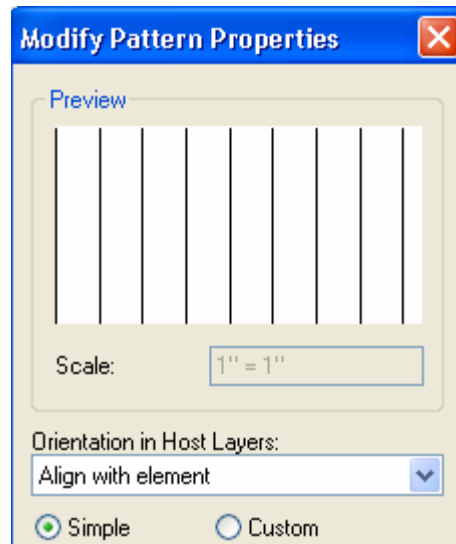 Modify Pattern Properties
Preview
Scale: 1" = 1"
Orientation in Host Layers:
Align with element
Simple Custom